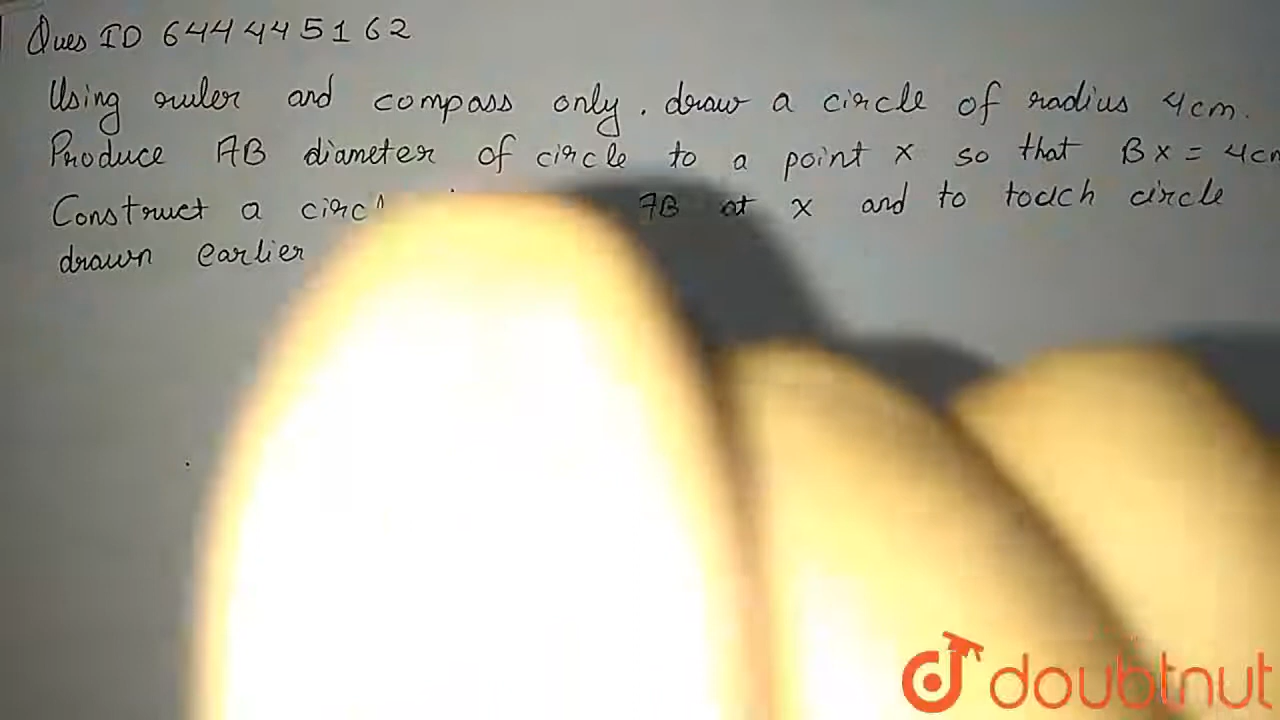 Ques ID 644445162
Using ruler and compass only. draw a circle of radius 4cm.
Produce AB diameter of circle to a point x so that Bx = 4cm
Construct a AB at x and to touch circle
drawn earlier
doubtnut